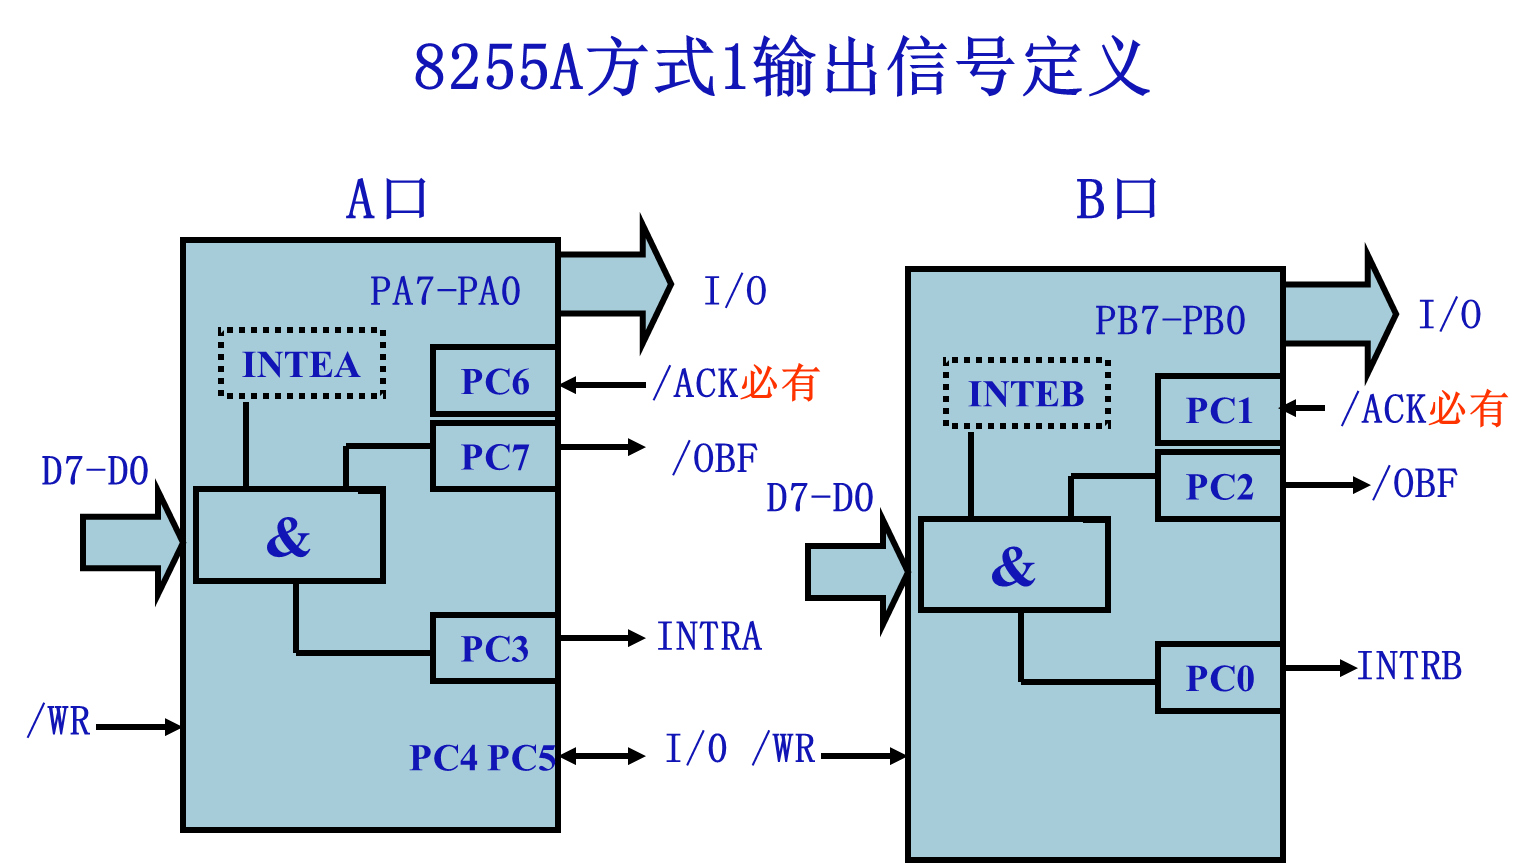 8255A方式1输出信号定义
A口
PA7-PA0
I/O
INTEA
PC6
/ACK必有
PC7
/OBF
D7-D0
&
PC3
INTRA
/WR
PC4 PC5
I/O
B口
PB7-PB0
I/O
INTEB
PC1
/ACK必有
PC2
/OBF
D7-D0
&
PC0
INTRB
/WR